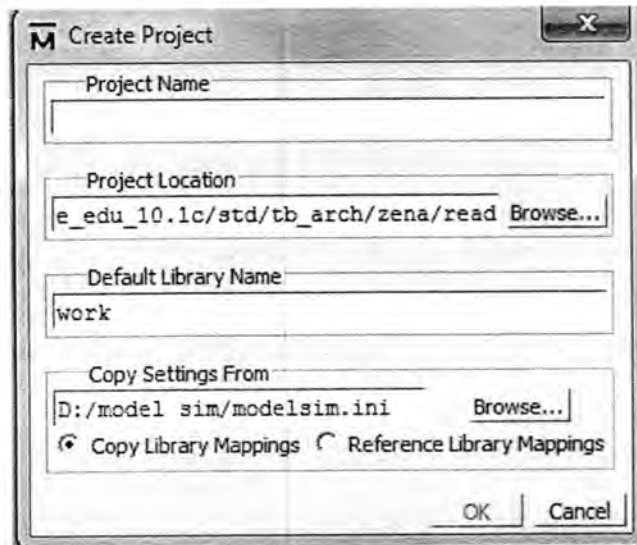 M Create Project
Project Name
Project Location
e_edu_10.1c/std/tb_arch/zena/read Browse...
Default Library Name
work
Copy Settings From
D:/model sim/modelsim.ini Browse...
Copy Library Mappings Reference Library Mappings
OK Cancel